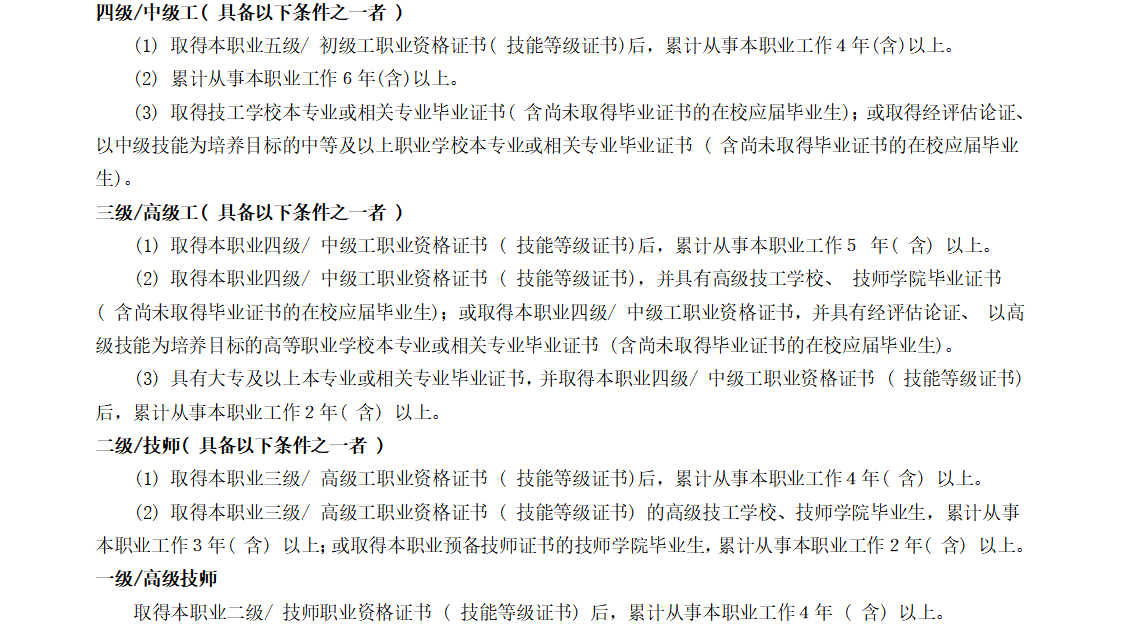 四级/中级工( 具备以下条件之一者 )
(1) 取得本职业五级/ 初级工职业资格证书( 技能等级证书)后，累计从事本职业工作4 年(含)以上。
(2) 累计从事本职业工作 6 年(含)以上。
(3) 取得技工学校本专业或相关专业毕业证书( 含尚未取得毕业证书的在校应届毕业生)；或取得经评估论证、
以中级技能为培养目标的中等及以上职业学校本专业或相关专业毕业证书 ( 含尚未取得毕业证书的在校应届毕业
生)。
三级/高级工( 具备以下条件之一者 )
(1) 取得本职业四级/ 中级工职业资格证书 ( 技能等级证书)后，累计从事本职业工作5 年( 含) 以上。
(2) 取得本职业四级/ 中级工职业资格证书 ( 技能等级证书)，并具有高级技工学校、 技师学院毕业证书
( 含尚未取得毕业证书的在校应届毕业生)；或取得本职业四级/ 中级工职业资格证书，并具有经评估论证、 以高
级技能为培养目标的高等职业学校本专业或相关专业毕业证书 (含尚未取得毕业证书的在校应届毕业生)。
(3) 具有大专及以上本专业或相关专业毕业证书，并取得本职业四级/ 中级工职业资格证书 ( 技能等级证书)
后，累计从事本职业工作2 年( 含) 以上。
二级/技师( 具备以下条件之一者 )
(1) 取得本职业三级/ 高级工职业资格证书 ( 技能等级证书)后，累计从事本职业工作4 年( 含) 以上。
(2) 取得本职业三级/ 高级工职业资格证书 ( 技能等级证书) 的高级技工学校、技师学院毕业生，累计从事
本职业工作3 年( 含) 以上；或取得本职业预备技师证书的技师学院毕业生，累计从事本职业工作 2 年( 含) 以上。
一级/高级技师
取得本职业二级/ 技师职业资格证书 ( 技能等级证书) 后，累计从事本职业工作4 年 ( 含) 以上。